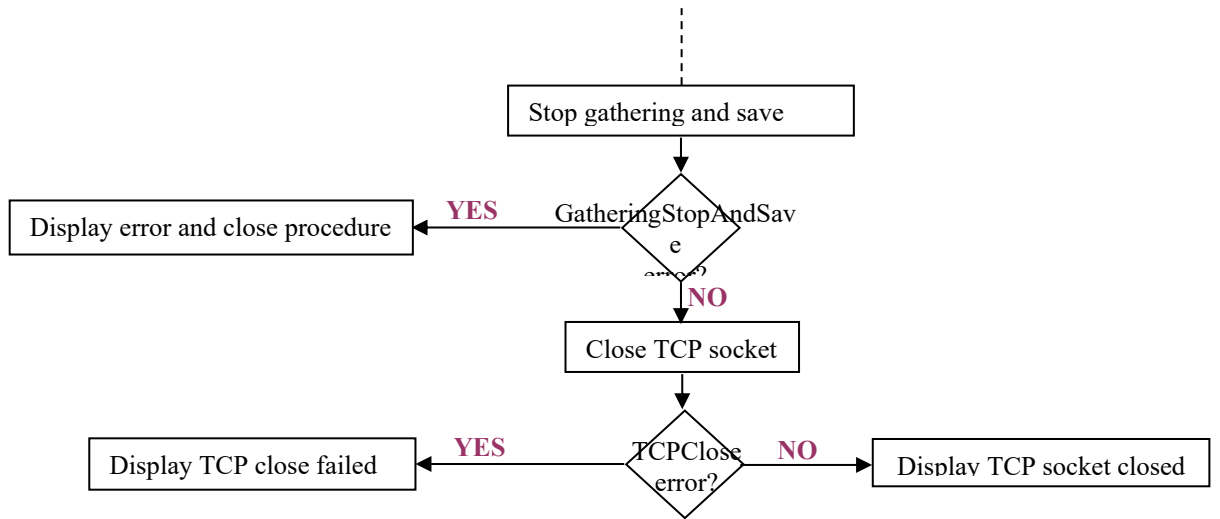 Stop gathering and save
GatheringStopAndSav
e
error?
YES
Display error and close procedure
NO
Close TCP socket
TCPClose
error?
YES
Display TCP close failed
NO
Display TCP socket closed